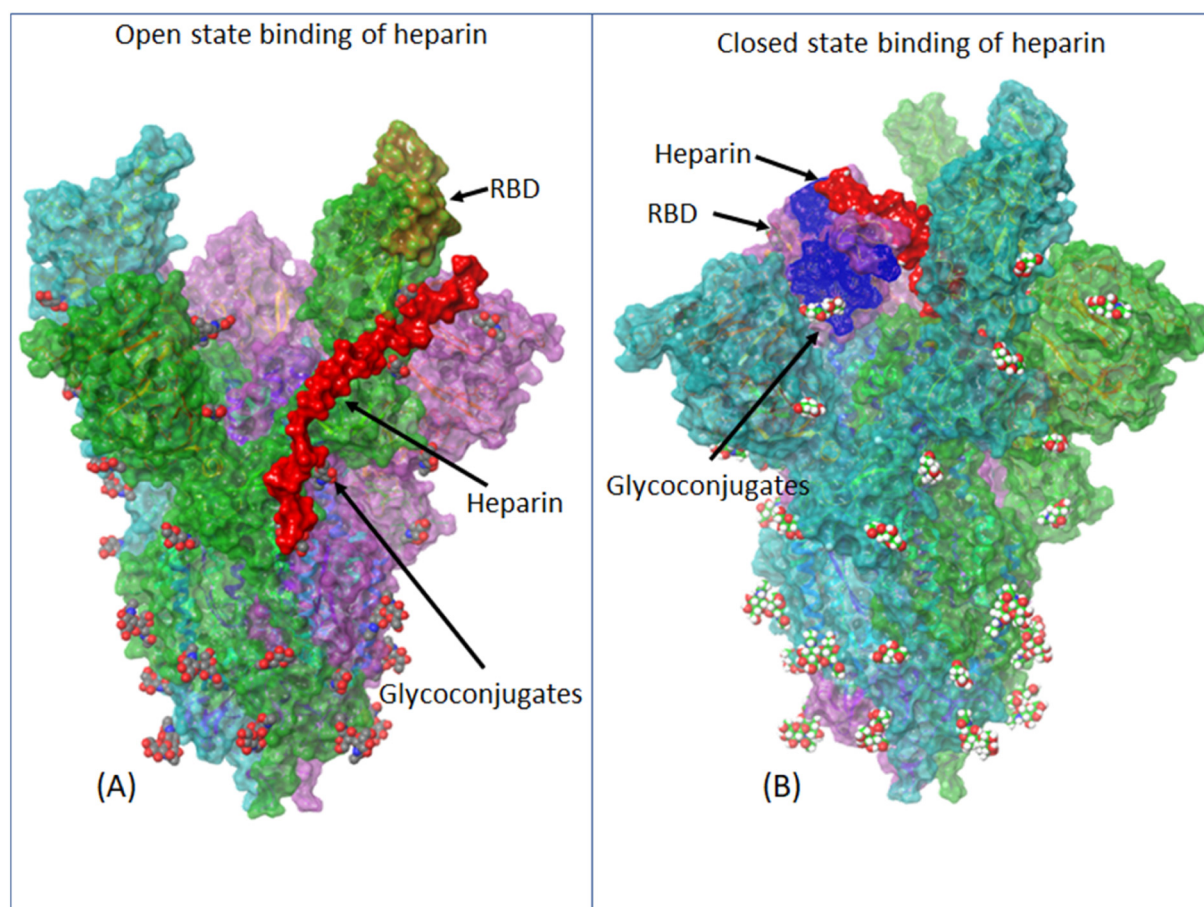 Open state binding of heparin
RBD
Heparin
Glycoconjugates
(A)
Closed state binding of heparin
Heparin
RBD
Glycoconjugates
(B)